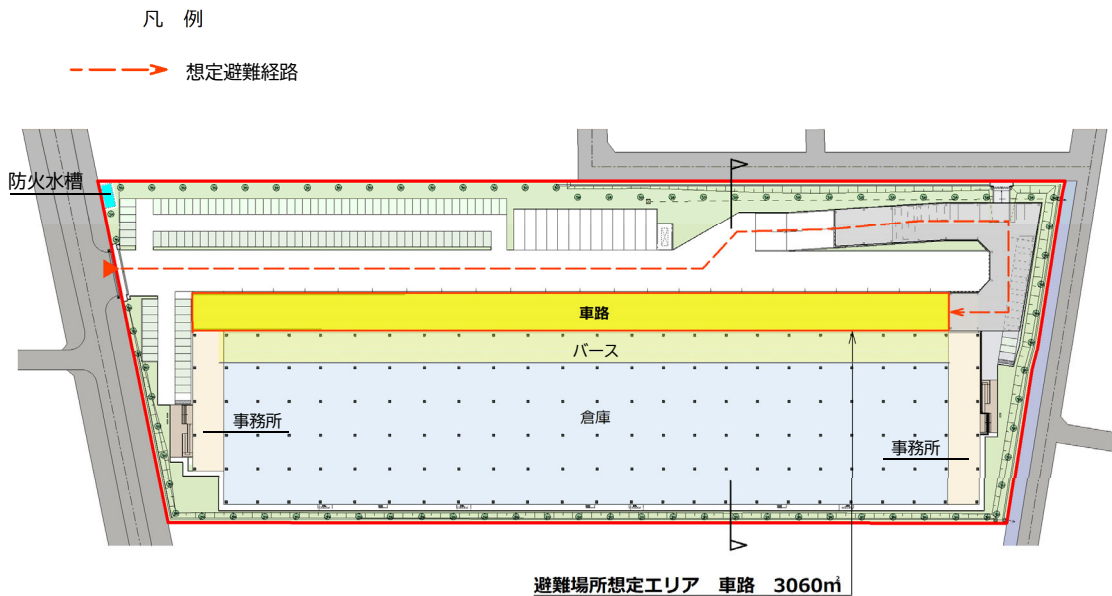 凡 例
想定避難経路
防火水槽
車路
バース
倉庫
事務所
事務所
避難場所想定エリア 車路 3060㎡